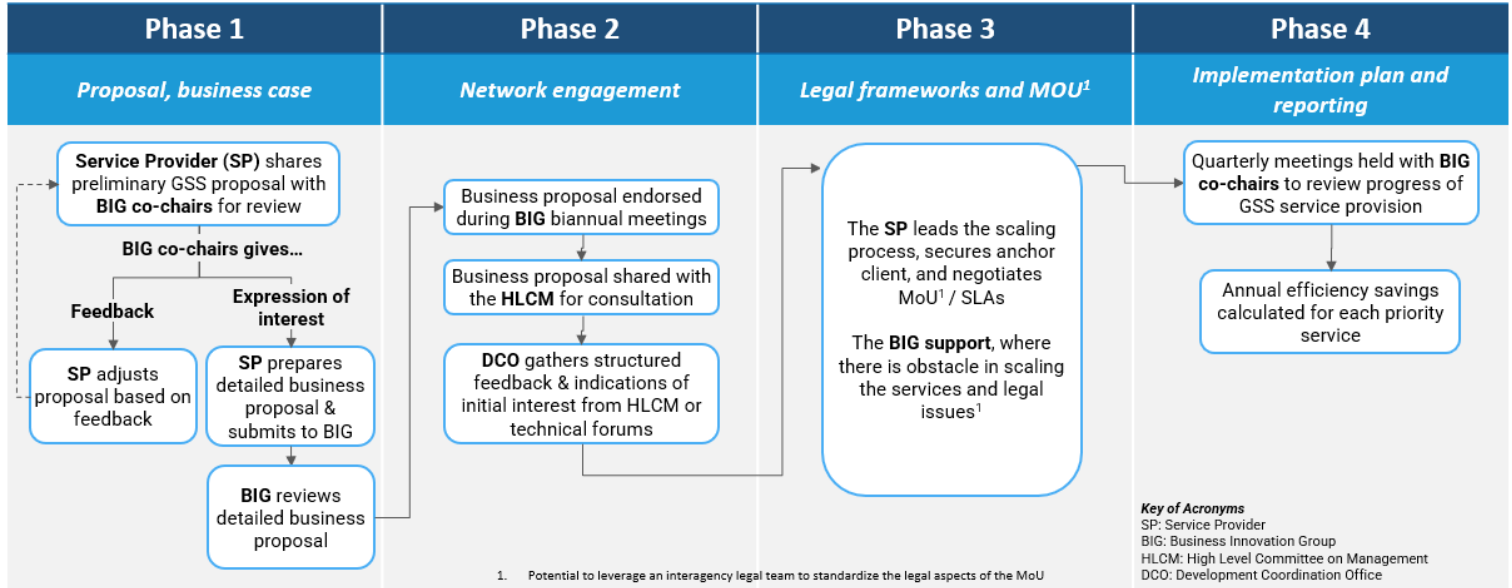 Phase 1
Phase 2
Phase 3
Phase 4
Proposal, business case
Network engagement
Legal frameworks and MOU¹
Implementation plan and
reporting
Service Provider (SP) shares
preliminary GSS proposal with
BIG co-chairs for review
BIG co-chairs gives…
Feedback
Expression of
interest
SP adjusts
proposal based on
feedback
SP prepares
detailed business
proposal &
submits to BIG
BIG reviews
detailed business
proposal
Business proposal endorsed
during BIG biannual meetings
Business proposal shared with
the HLCM for consultation
DCO gathers structured
feedback & indications of
initial interest from HLCM or
technical forums
The SP leads the scaling
process, secures anchor
client, and negotiates
MoU¹ / SLAs
The BIG support, where
there is obstacle in scaling
the services and legal
issues¹
Quarterly meetings held with BIG
co-chairs to review progress of
GSS service provision
Annual efficiency savings
calculated for each priority
service
Key of Acronyms
SP: Service Provider
BIG: Business Innovation Group
HLCM: High Level Committee on Management
DCO: Development Coordination Office
1. Potential to leverage an interagency legal team to standardize the legal aspects of the MoU